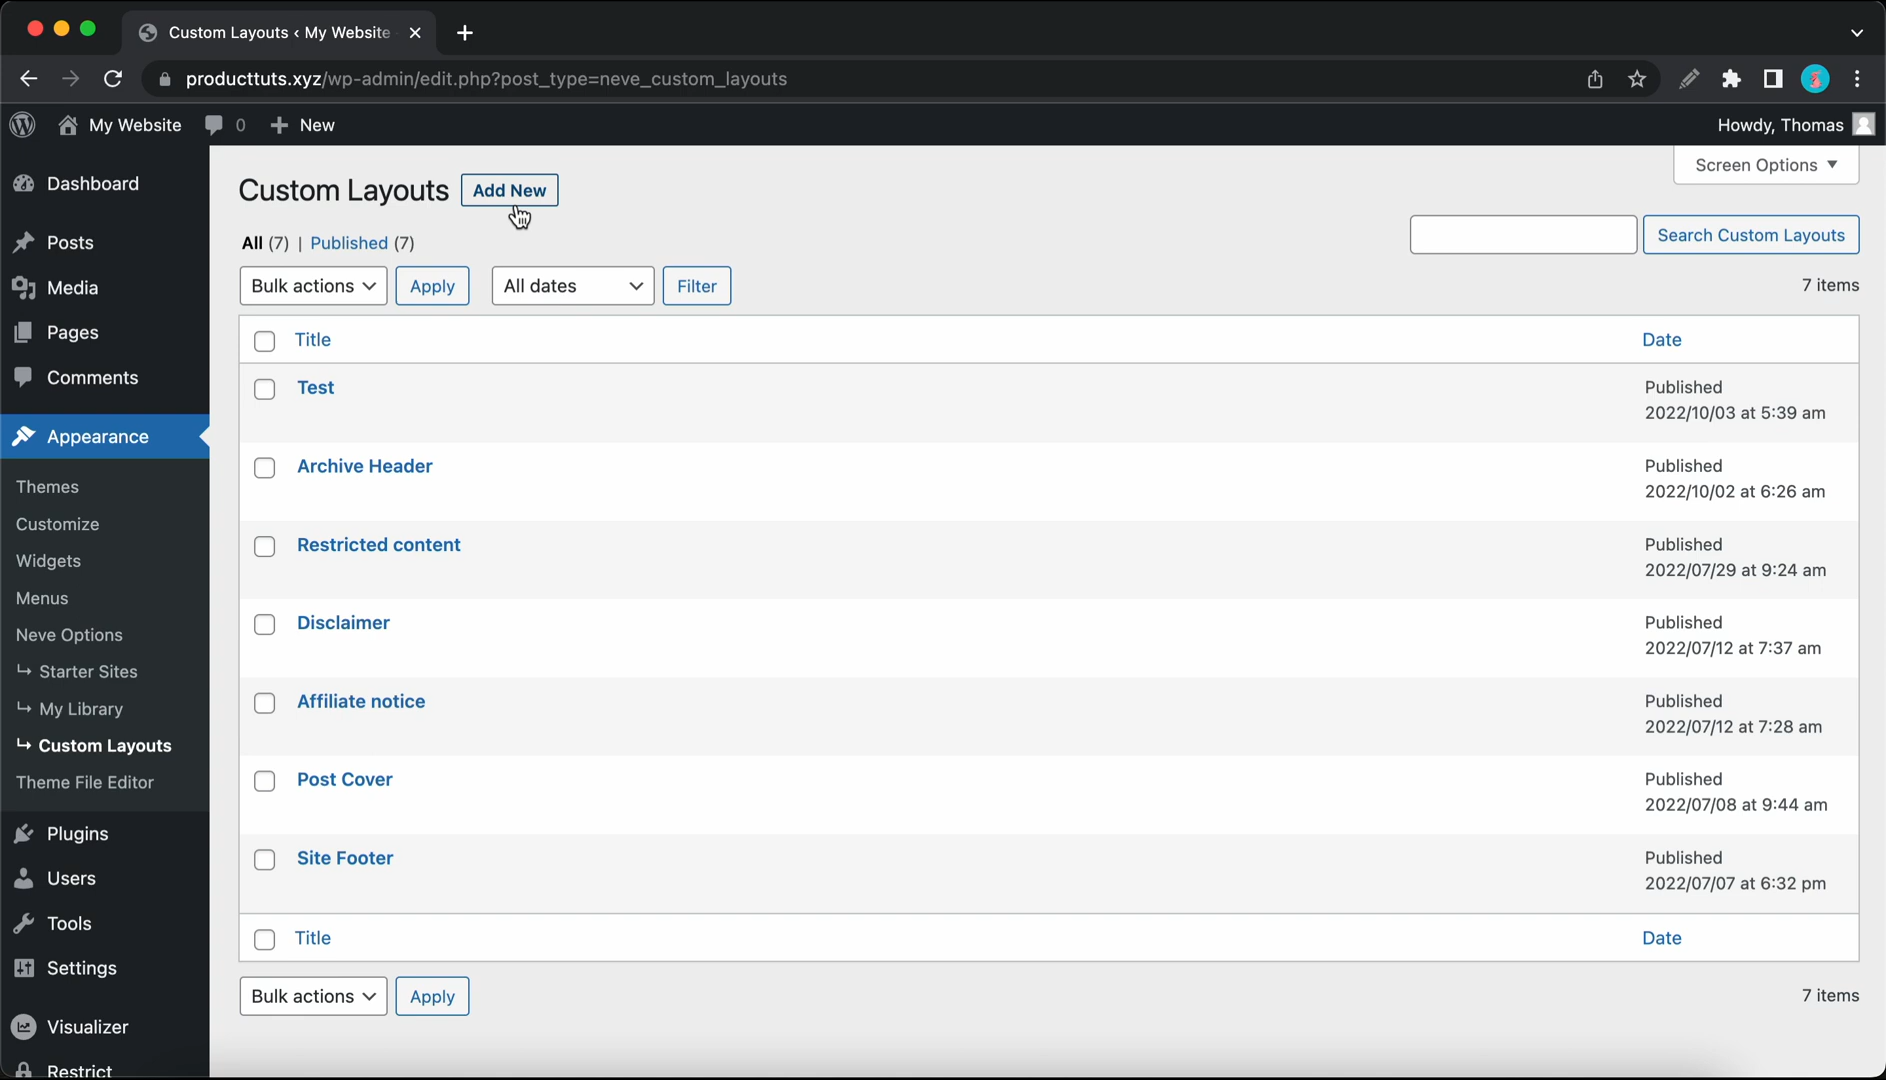 Custom Layouts ‹ My Website
producttuts.xyz/wp-admin/edit.php?post_type=neve_custom_layouts
My Website 0 New Howdy, Thomas
Screen Options
Dashboard
Posts
Media
Pages
Comments
Appearance
Themes
Customize
Widgets
Menus
Neve Options
Starter Sites
My Library
Custom Layouts
Theme File Editor
Plugins
Users
Tools
Settings
Visualizer
Restrict
Custom Layouts Add New
All (7) | Published (7)
Search Custom Layouts
Bulk actions Apply All dates Filter 7 items
Title Date
Test Published
2022/10/03 at 5:39 am
Archive Header Published
2022/10/02 at 6:26 am
Restricted content Published
2022/07/29 at 9:24 am
Disclaimer Published
2022/07/12 at 7:37 am
Affiliate notice Published
2022/07/12 at 7:28 am
Post Cover Published
2022/07/08 at 9:44 am
Site Footer Published
2022/07/07 at 6:32 pm
Title Date
Bulk actions Apply 7 items